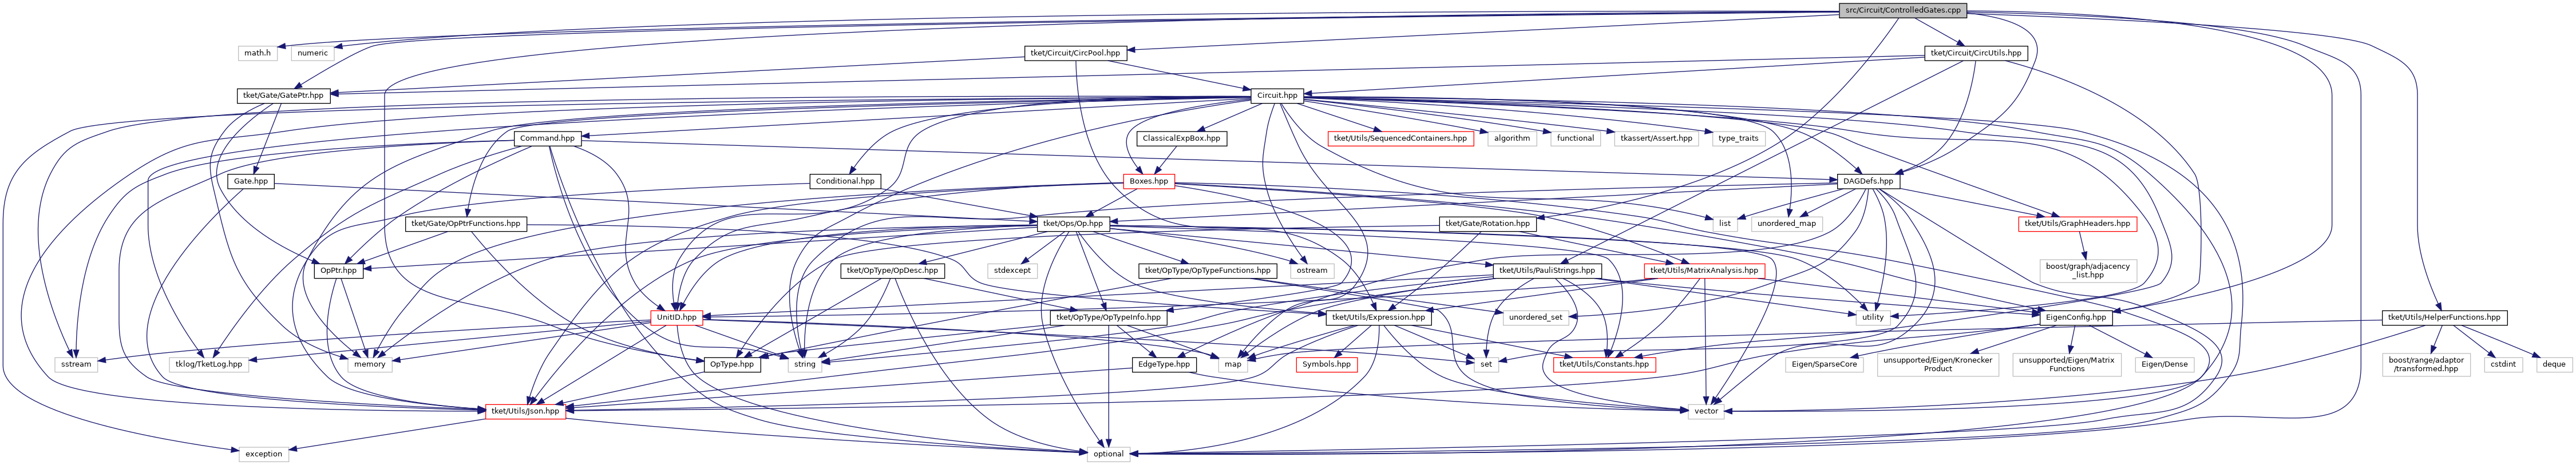 src/Circuit/ControlledGates.cpp
math.h
numeric
tket/Circuit/CircPool.hpp
tket/Circuit/CircUtils.hpp
tket/Gate/GatePtr.hpp
Circuit.hpp
Command.hpp
ClassicalExpBox.hpp
tket/Utils/SequencedContainers.hpp
algorithm
functional
tkassert/Assert.hpp
type_traits
Gate.hpp
Conditional.hpp
Boxes.hpp
DAGDefs.hpp
tket/Gate/OpPtrFunctions.hpp
tket/Ops/Op.hpp
tket/Gate/Rotation.hpp
list
unordered_map
tket/Utils/GraphHeaders.hpp
OpPtr.hpp
tket/OpType/OpDesc.hpp
stdexcept
tket/OpType/OpTypeFunctions.hpp
ostream
tket/Utils/PauliStrings.hpp
tket/Utils/MatrixAnalysis.hpp
boost/graph/adjacency
_list.hpp
UnitID.hpp
tket/OpType/OpTypeInfo.hpp
tket/Utils/Expression.hpp
unordered_set
utility
EigenConfig.hpp
tket/Utils/HelperFunctions.hpp
sstream
tklog/TketLog.hpp
memory
OpType.hpp
string
EdgeType.hpp
map
Symbols.hpp
set
tket/Utils/Constants.hpp
Eigen/SparseCore
unsupported/Eigen/Kronecker
Product
unsupported/Eigen/Matrix
Functions
Eigen/Dense
boost/range/adaptor
/transformed.hpp
cstdint
deque
tket/Utils/Json.hpp
vector
exception
optional